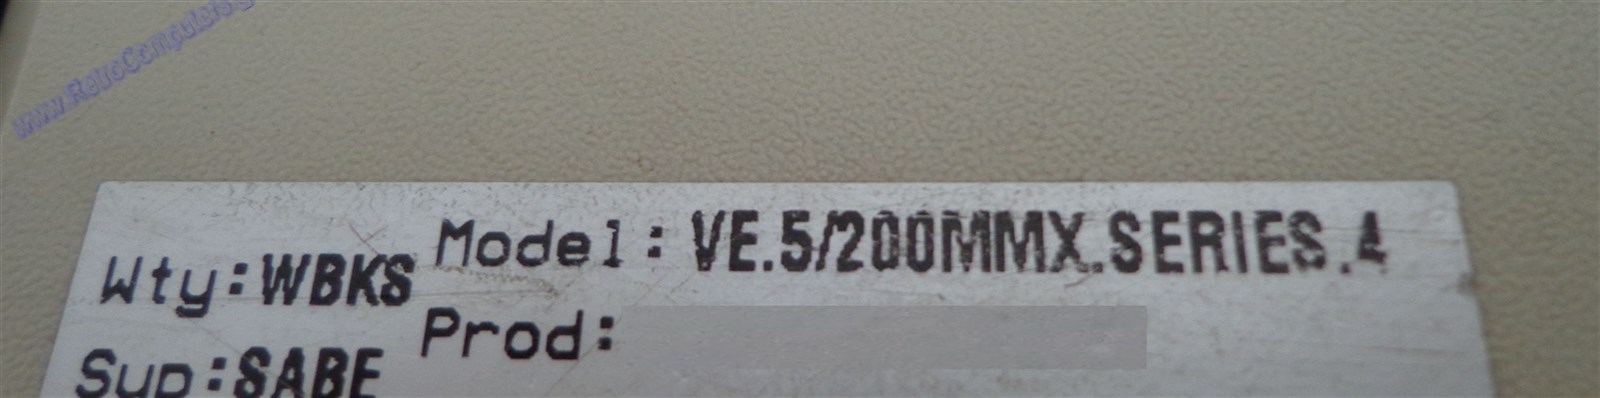 www.RetroComputers
Model: VE.5/200MMX.SERIES.4
Wty:WBKS
Prod:
Sup:SABE